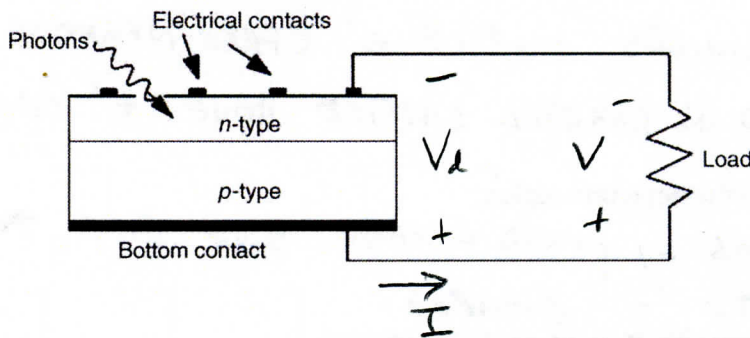 Electrical contacts
Photons
n-type
p-type
Bottom contact
−
V_d
+
−
V
+
Load
I